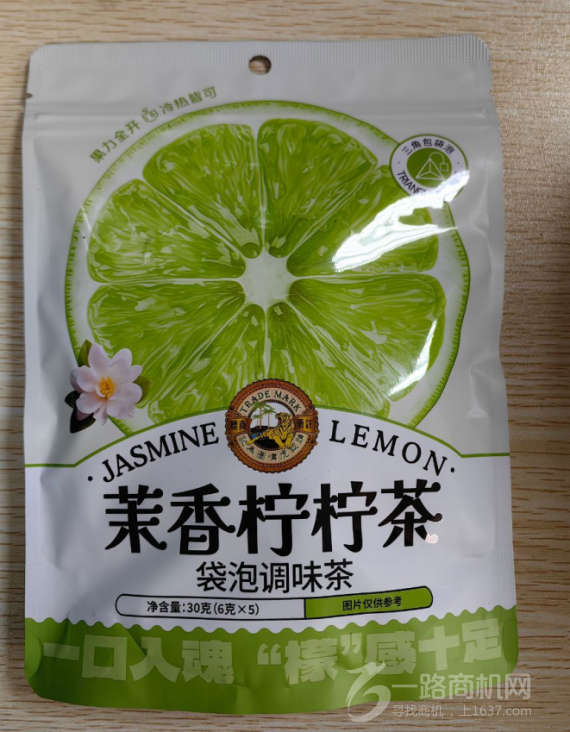 果力全开 冷热皆可
三角包袋泡
TRADE MARK
·JASMINE LEMON·
茉香柠柠茶
袋泡调味茶
净含量:30克(6克×5) 图片仅供参考
一口入魂 “檬”感十足
一路商机网
寻找商机,上1637.com